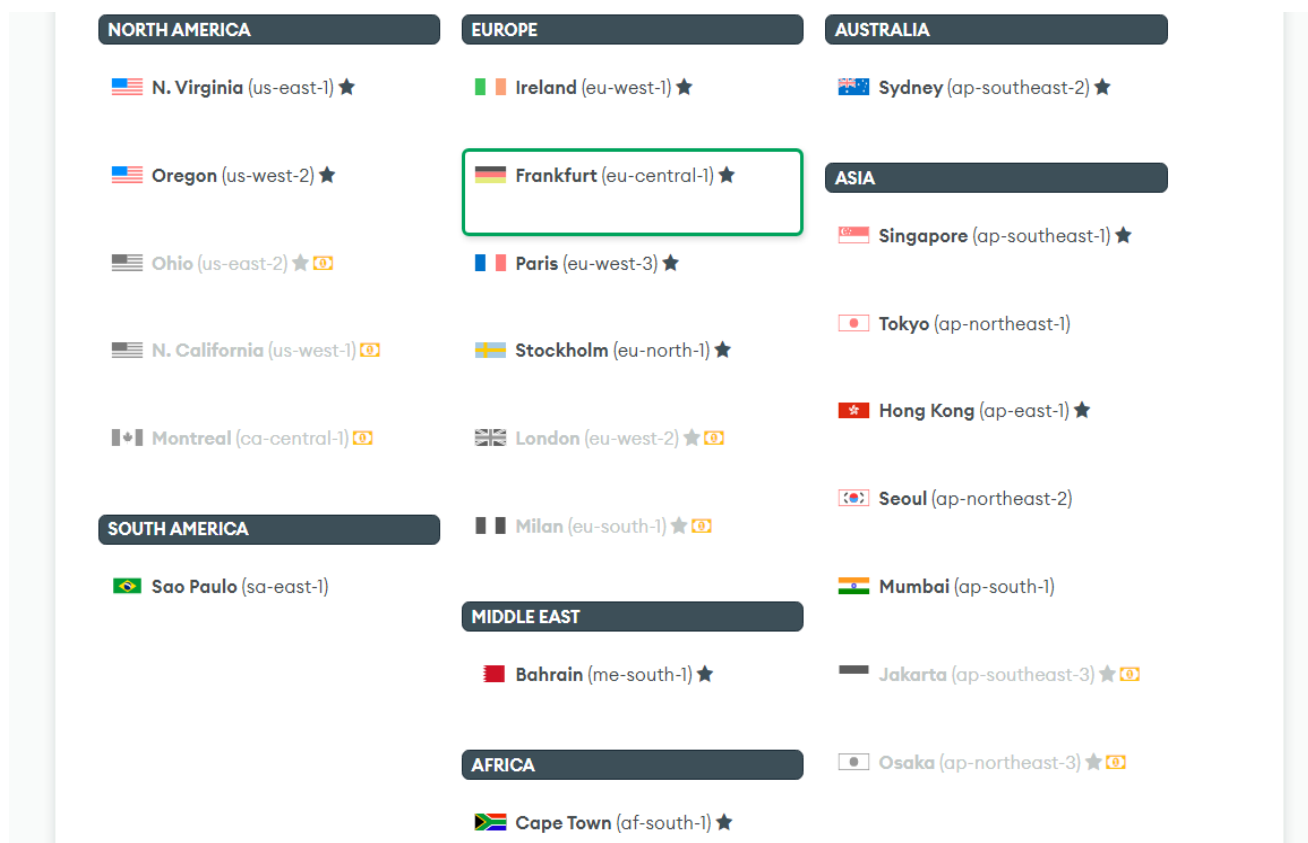 NORTH AMERICA
N. Virginia (us-east-1) ★
Oregon (us-west-2) ★
Ohio (us-east-2) ★
N. California (us-west-1)
Montreal (ca-central-1)
SOUTH AMERICA
Sao Paulo (sa-east-1)
EUROPE
Ireland (eu-west-1) ★
Frankfurt (eu-central-1) ★
Paris (eu-west-3) ★
Stockholm (eu-north-1) ★
London (eu-west-2) ★
Milan (eu-south-1) ★
MIDDLE EAST
Bahrain (me-south-1) ★
AFRICA
Cape Town (af-south-1) ★
AUSTRALIA
Sydney (ap-southeast-2) ★
ASIA
Singapore (ap-southeast-1) ★
Tokyo (ap-northeast-1)
Hong Kong (ap-east-1) ★
Seoul (ap-northeast-2)
Mumbai (ap-south-1)
Jakarta (ap-southeast-3) ★
Osaka (ap-northeast-3) ★